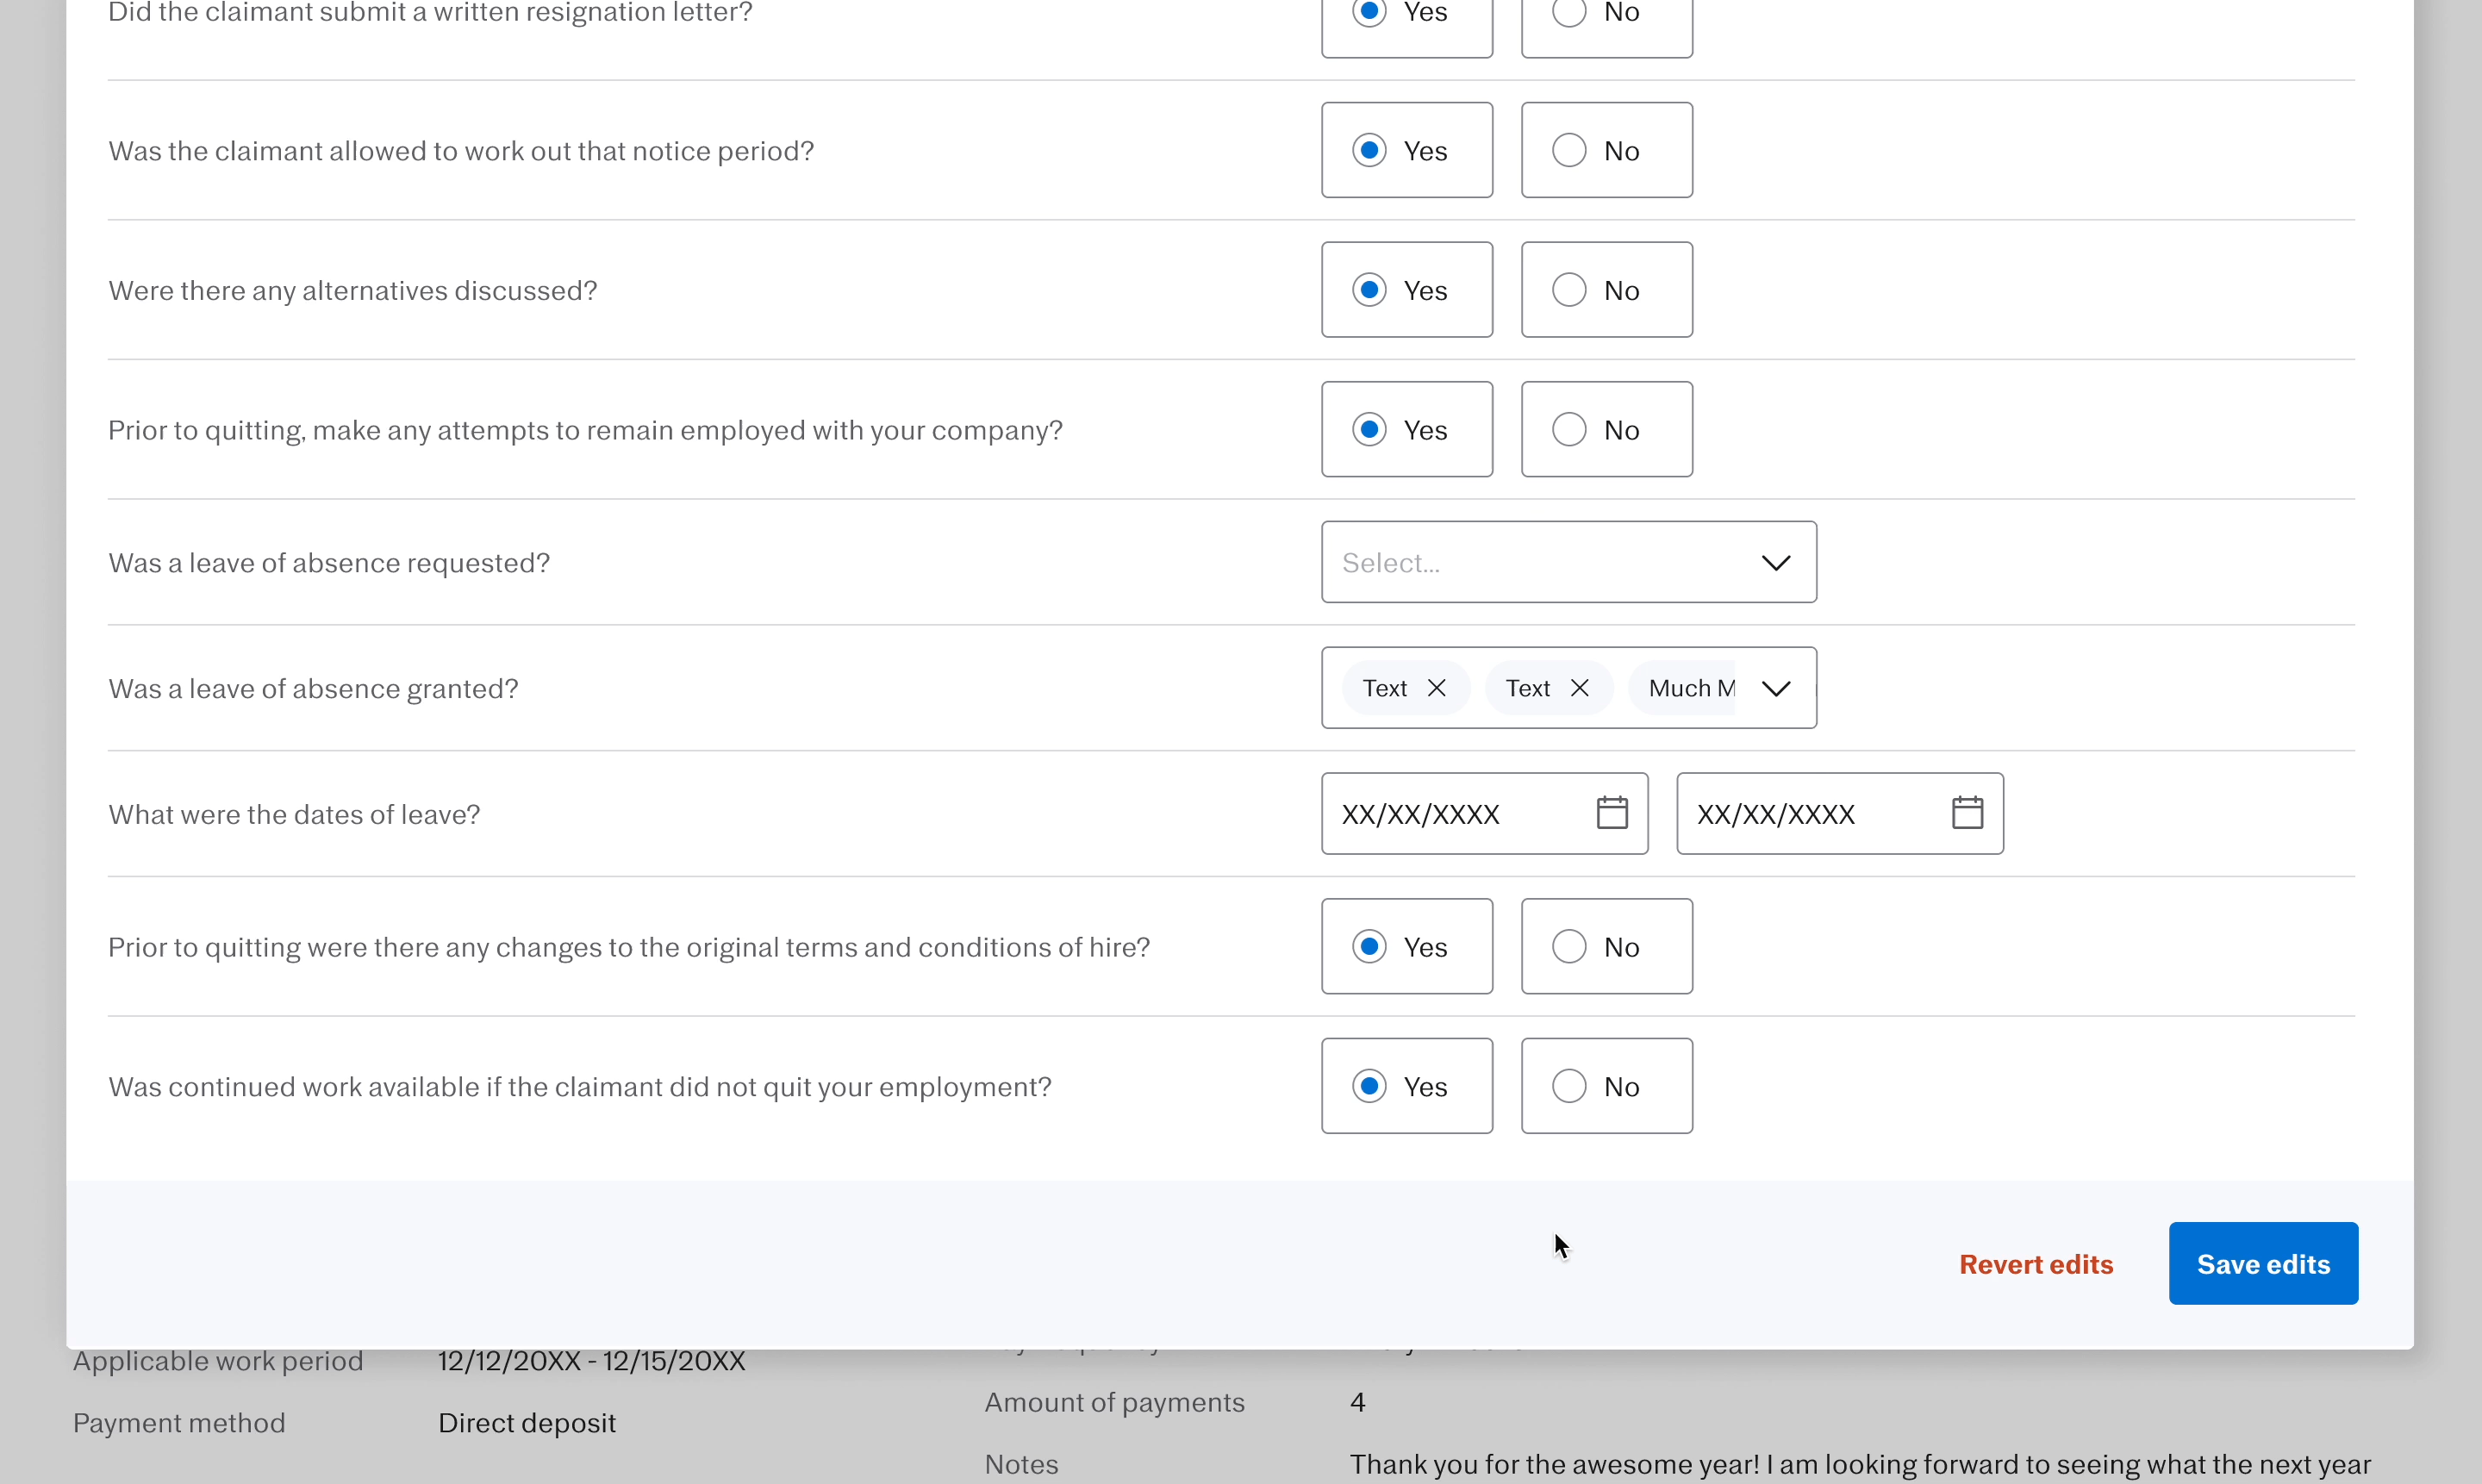 Did the claimant submit a written resignation letter? Yes No
Was the claimant allowed to work out that notice period? Yes No
Were there any alternatives discussed? Yes No
Prior to quitting, make any attempts to remain employed with your company? Yes No
Was a leave of absence requested? Select...
Was a leave of absence granted? Text Text Much M
What were the dates of leave? XX/XX/XXXX XX/XX/XXXX
Prior to quitting were there any changes to the original terms and conditions of hire? Yes No
Was continued work available if the claimant did not quit your employment? Yes No
Revert edits Save edits
Applicable work period 12/12/20XX - 12/15/20XX
Amount of payments 4
Payment method Direct deposit
Notes Thank you for the awesome year! I am looking forward to seeing what the next year